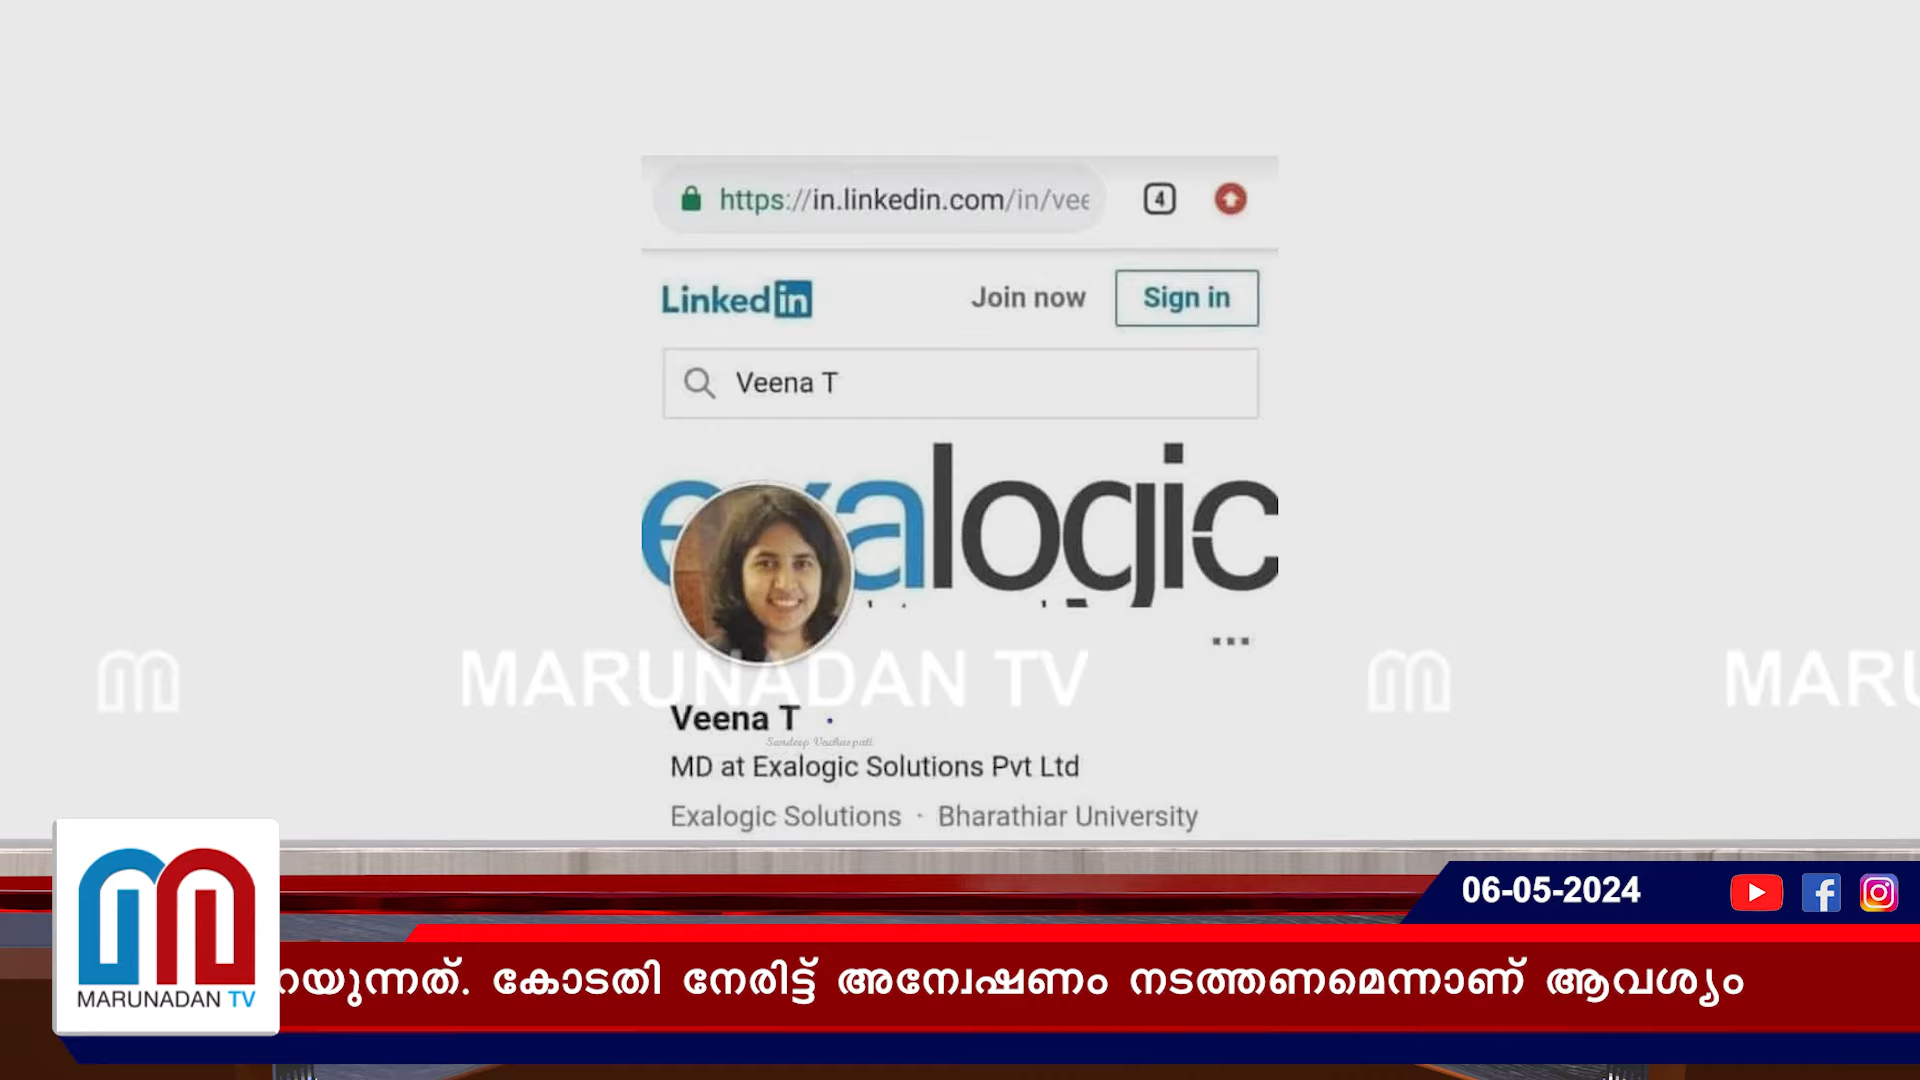 https://in.linkedin.com/in/vee
4
Linkedin
Join now
Sign in
Veena T
exalogic
MARUNADAN TV
MARU
Veena T
Sandeep Vachaspati
MD at Exalogic Solutions Pvt Ltd
Exalogic Solutions · Bharathiar University
06-05-2024
റയുന്നത്. കോടതി നേരിട്ട് അന്വേഷണം നടത്തണമെന്നാണ് ആവശ്യം
MARUNADAN TV